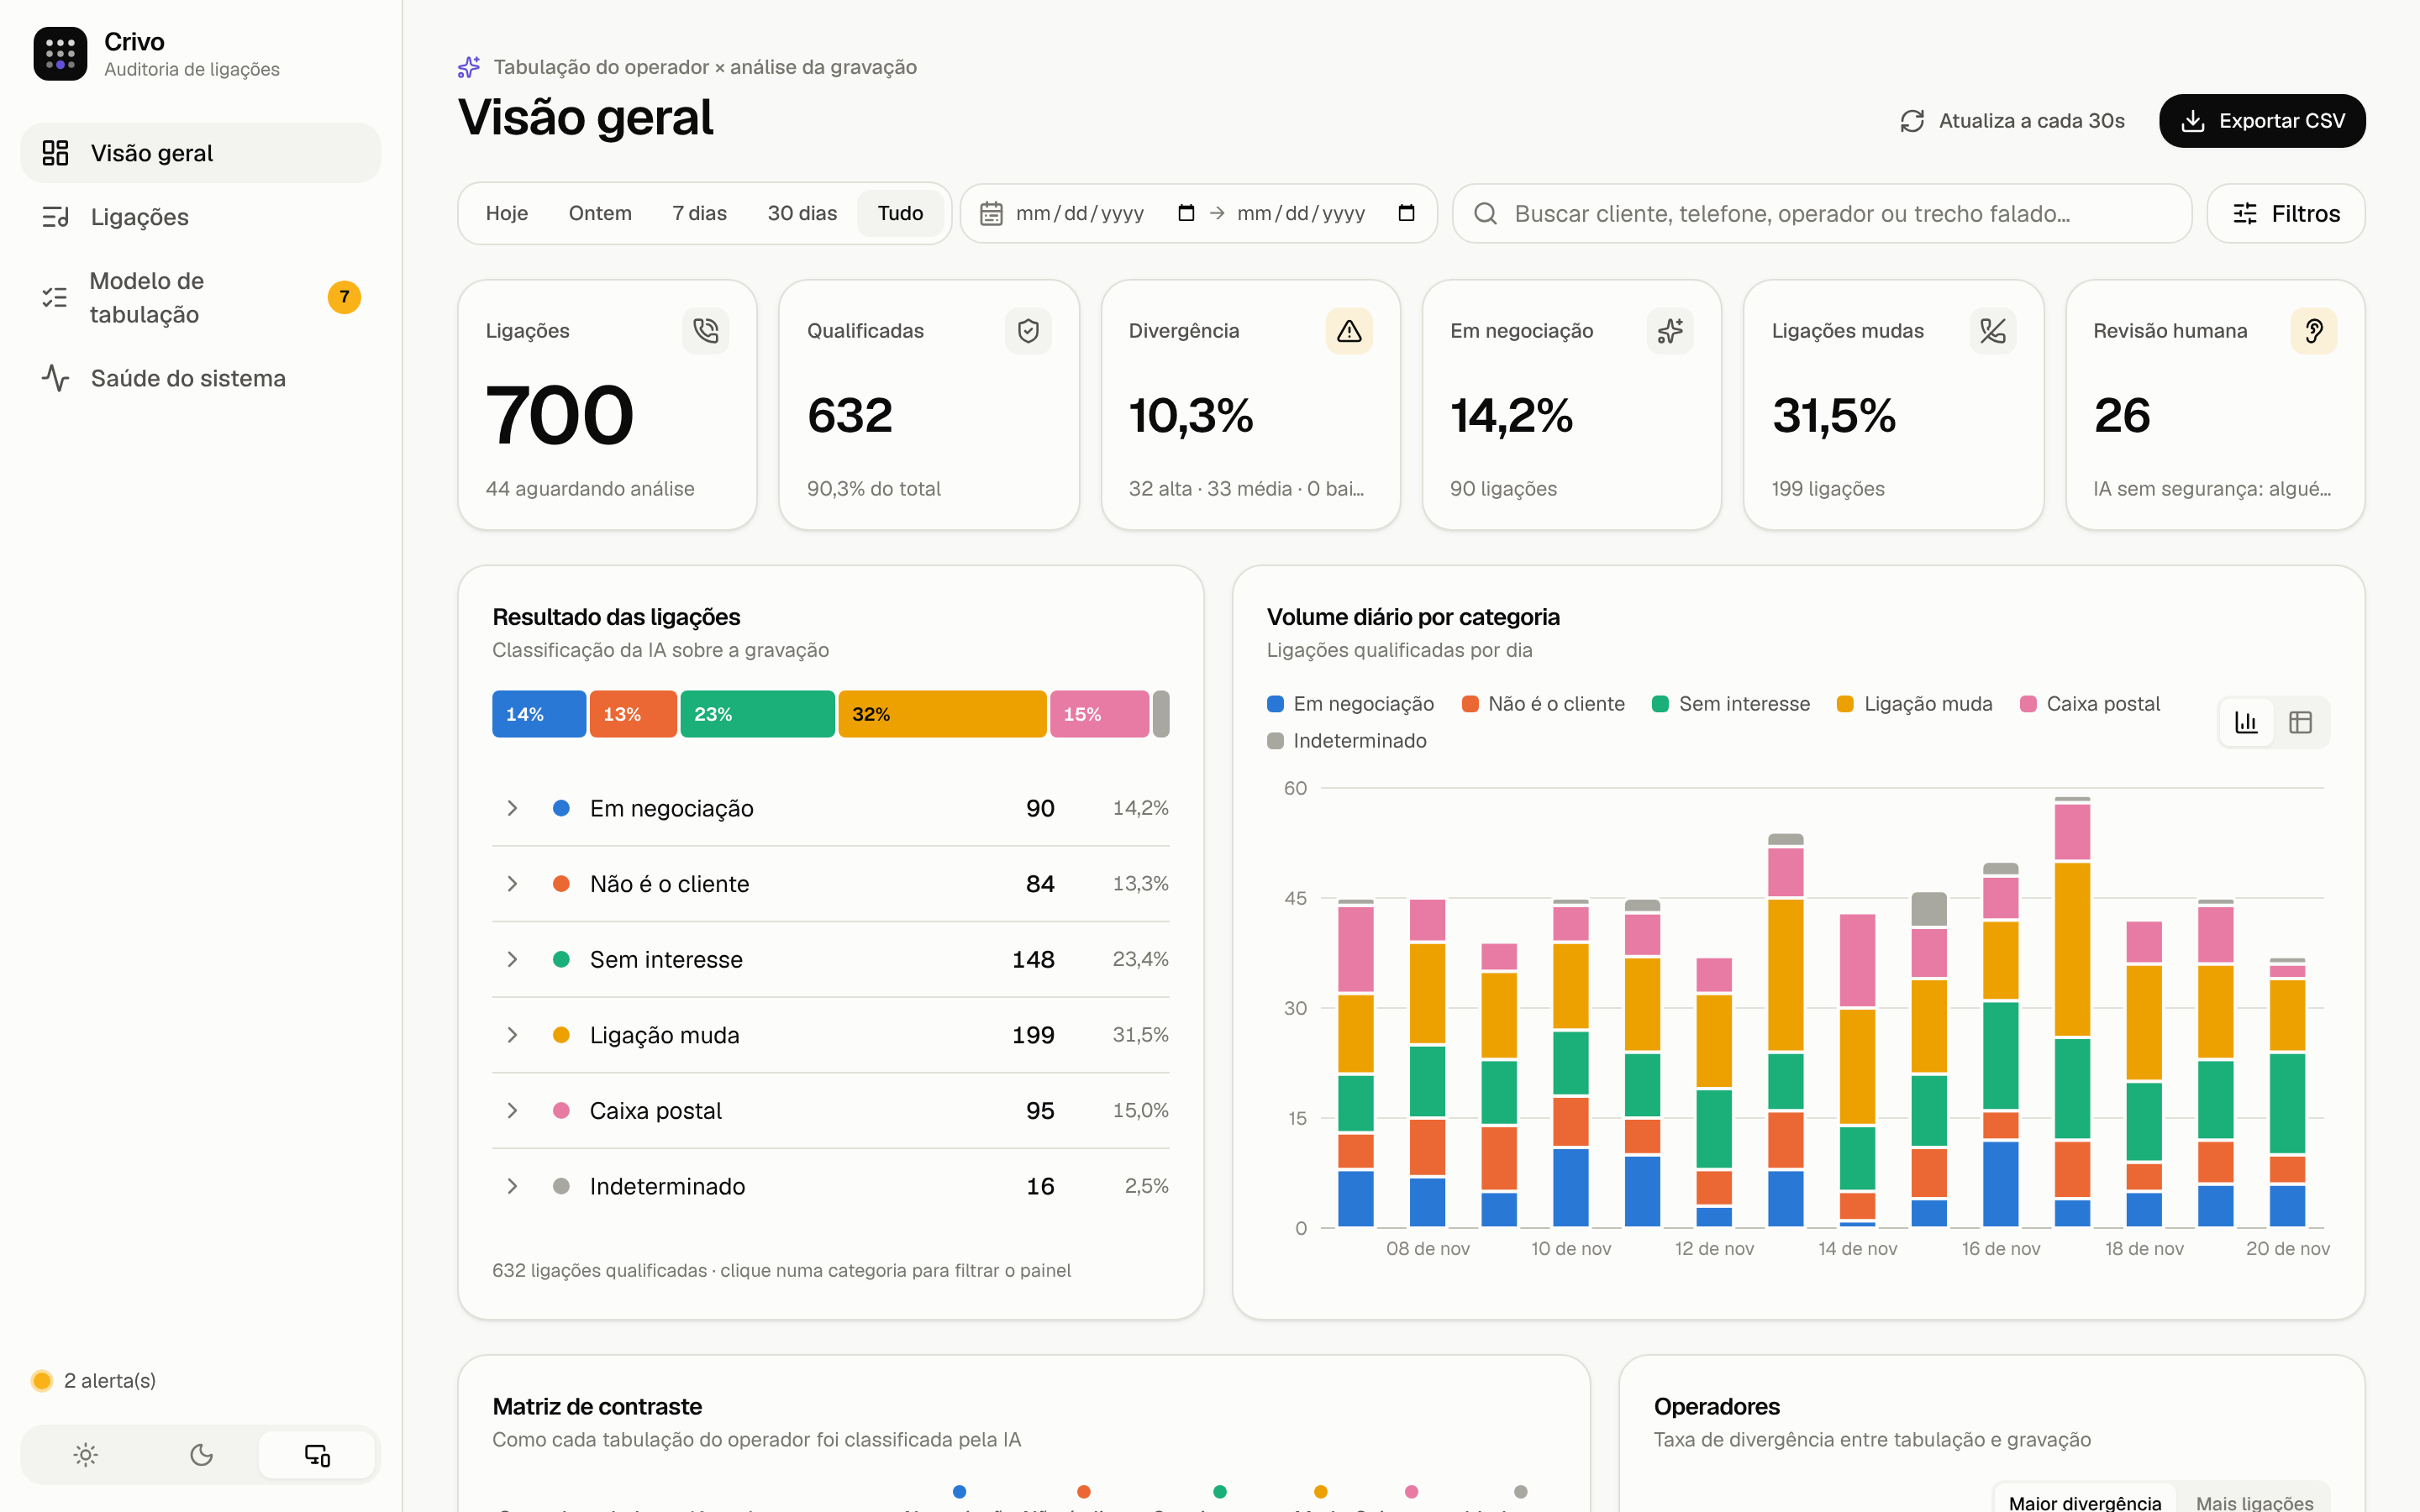 Crivo
Auditoria de ligações
Visão geral
Ligações
Modelo de
tabulação
7
Saúde do sistema
2 alerta(s)
Tabulação do operador × análise da gravação
Visão geral
Atualiza a cada 30s
Exportar CSV
Hoje
Ontem
7 dias
30 dias
Tudo
mm/dd/yyyy
mm/dd/yyyy
Buscar cliente, telefone, operador ou trecho falado...
Filtros
Ligações
700
44 aguardando análise
Qualificadas
632
90,3% do total
Divergência
10,3%
32 alta · 33 média · 0 bai...
Em negociação
14,2%
90 ligações
Ligações mudas
31,5%
199 ligações
Revisão humana
26
IA sem segurança: algué...
Resultado das ligações
Classificação da IA sobre a gravação
14% 13% 23% 32% 15%
Em negociação 90 14,2%
Não é o cliente 84 13,3%
Sem interesse 148 23,4%
Ligação muda 199 31,5%
Caixa postal 95 15,0%
Indeterminado 16 2,5%
632 ligações qualificadas · clique numa categoria para filtrar o painel
Volume diário por categoria
Ligações qualificadas por dia
Em negociação Não é o cliente Sem interesse Ligação muda Caixa postal
Indeterminado
60
45
30
15
0
08 de nov 10 de nov 12 de nov 14 de nov 16 de nov 18 de nov 20 de nov
Matriz de contraste
Como cada tabulação do operador foi classificada pela IA
Operadores
Taxa de divergência entre tabulação e gravação
Maior divergência
Mais ligações